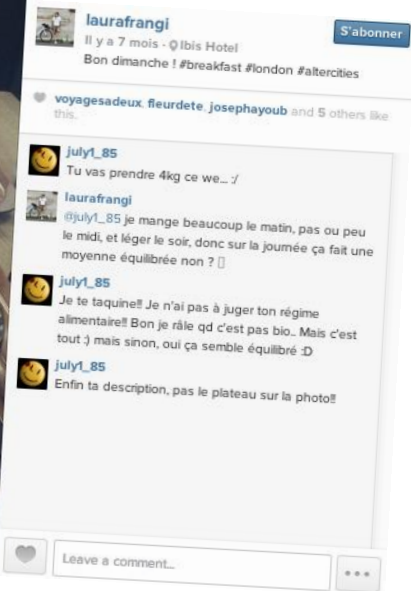 laurafrangi
S'abonner
Il y a 7 mois · Ibis Hotel
Bon dimanche ! #breakfast #london #altercities
voyagesadeux, fleurdete, josephayoub and 5 others like
this.
july1_85
Tu vas prendre 4kg ce we... :/
laurafrangi
@july1_85 je mange beaucoup le matin, pas ou peu
le midi, et léger le soir, donc sur la journée ça fait une
moyenne équilibrée non ? 
july1_85
Je te taquine!! Je n'ai pas à juger ton régime
alimentaire!! Bon je râle qd c'est pas bio... Mais c'est
tout :) mais sinon, oui ça semble équilibré :D
july1_85
Enfin ta description, pas le plateau sur la photo!!
Leave a comment...